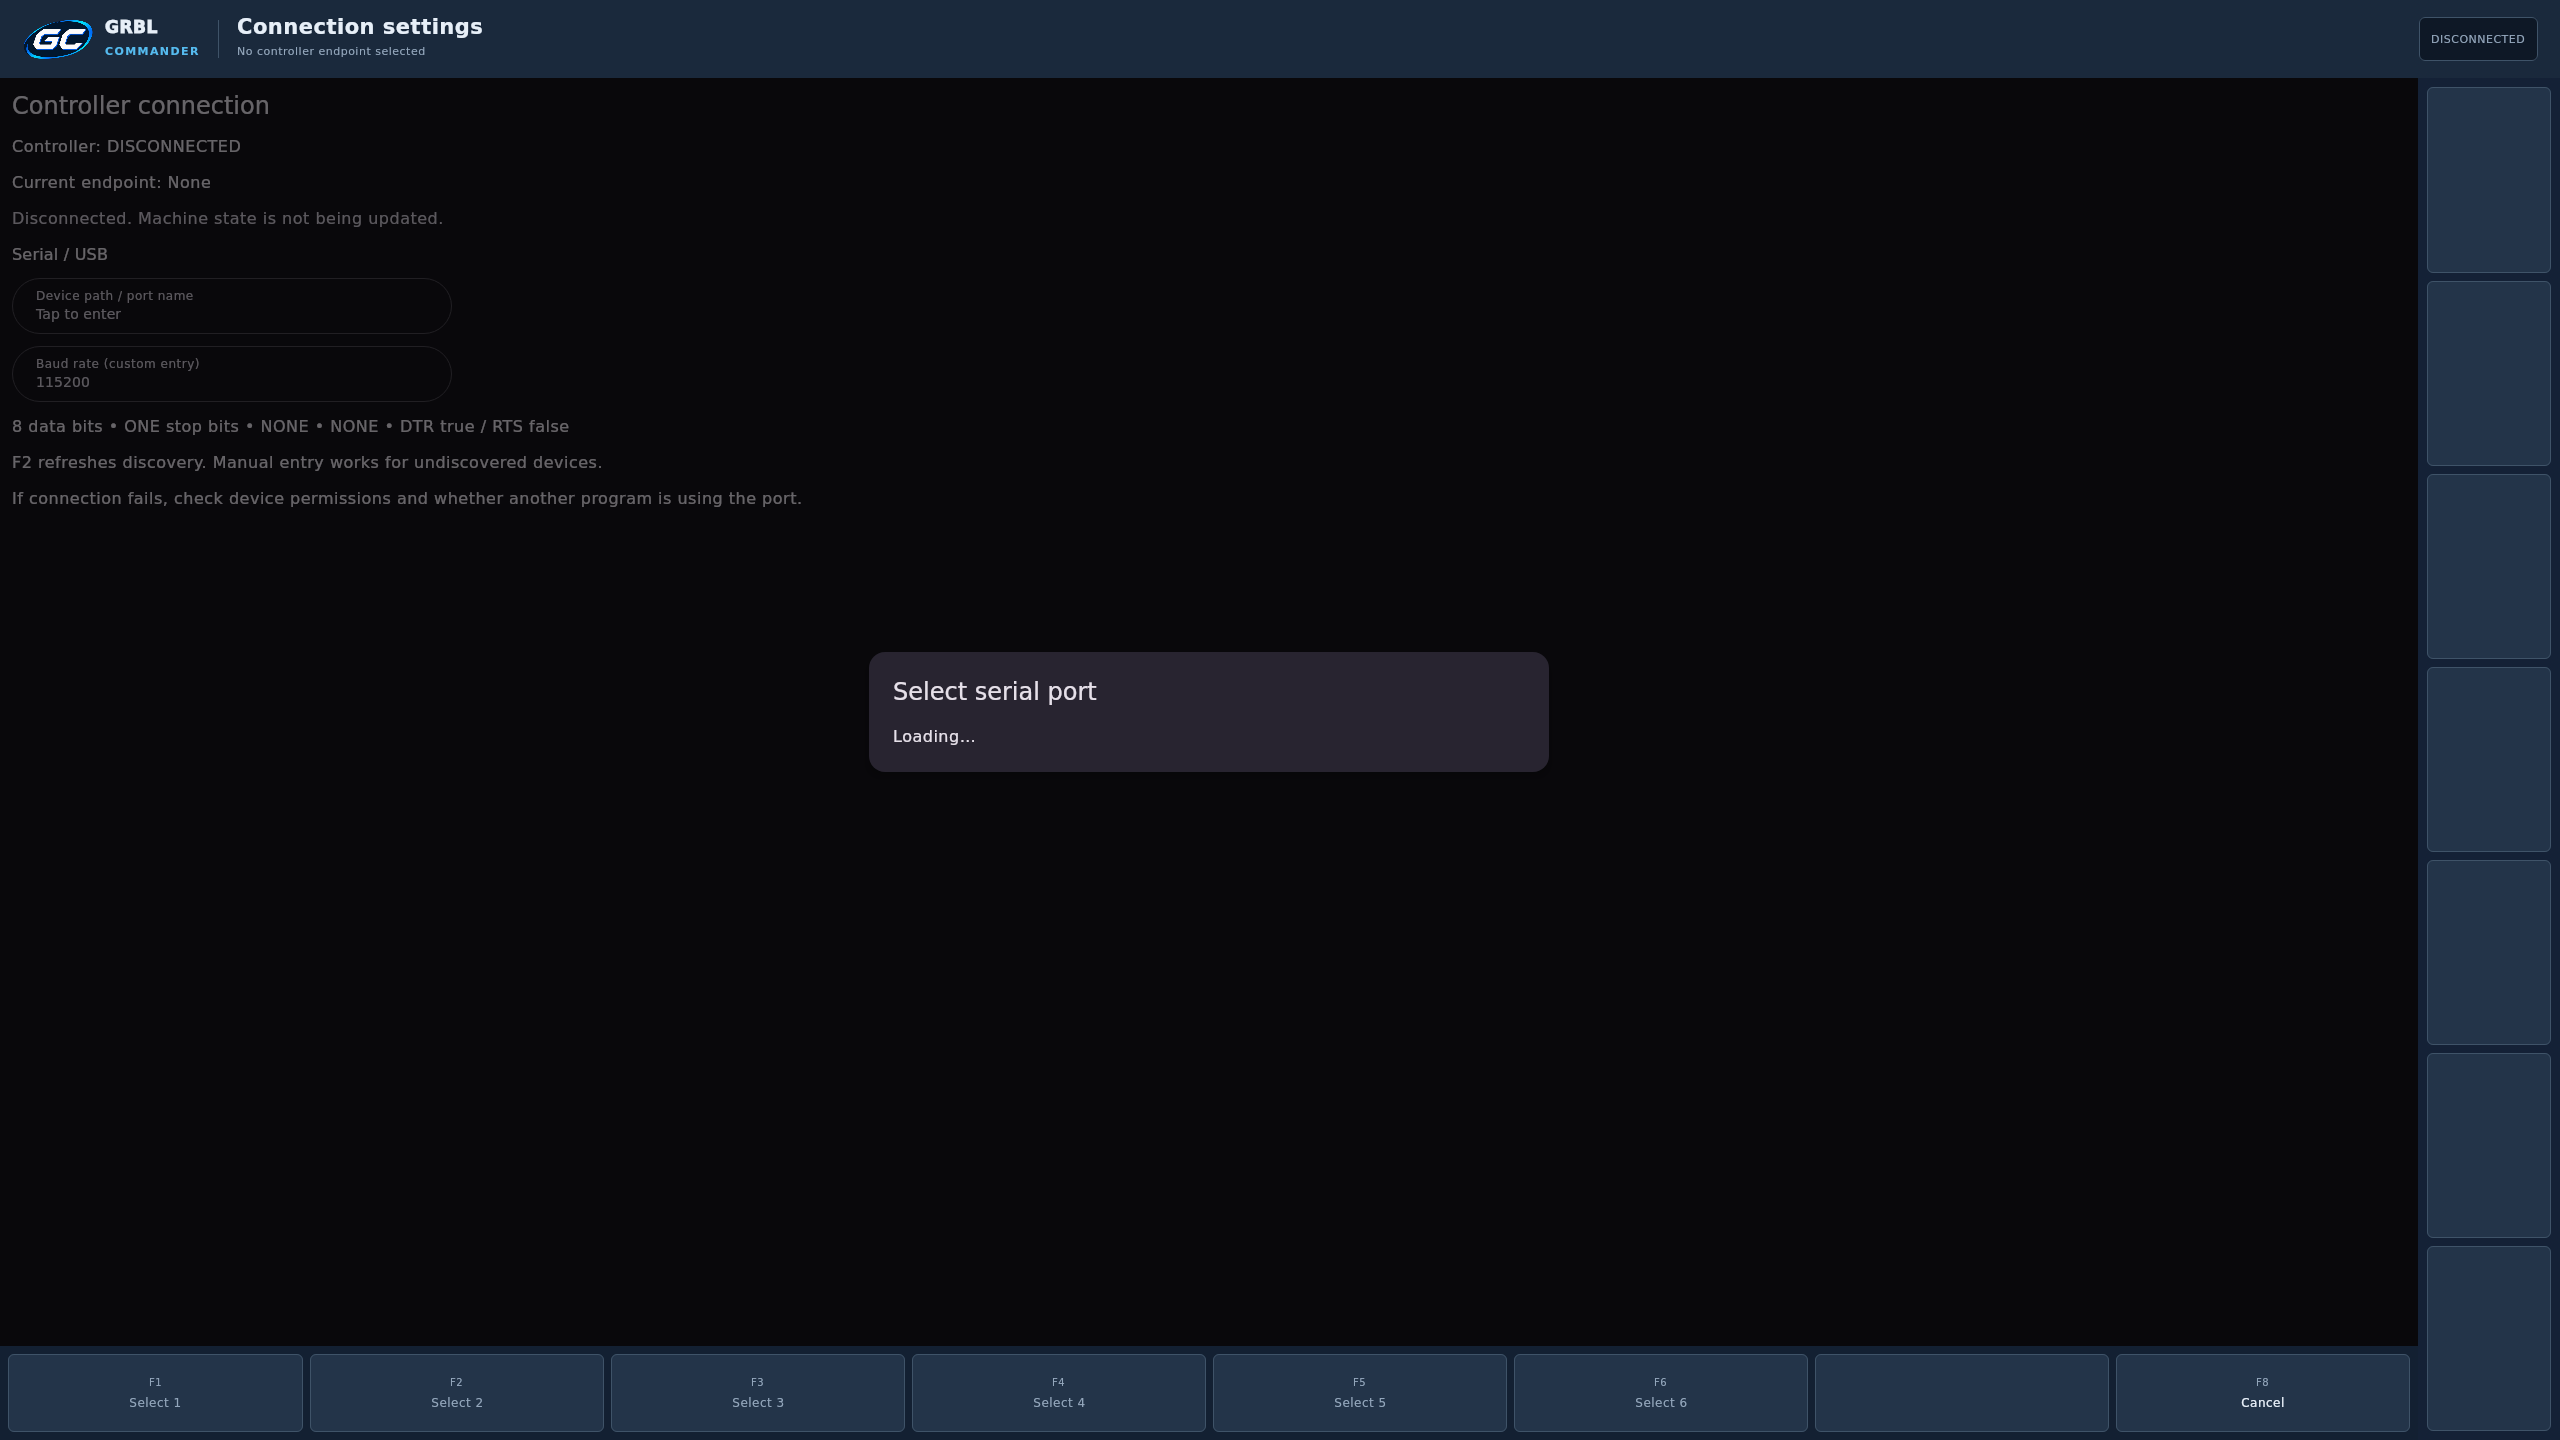 GC
GRBL
COMMANDER
Connection settings
No controller endpoint selected
DISCONNECTED
Controller connection
Controller: DISCONNECTED
Current endpoint: None
Disconnected. Machine state is not being updated.
Serial / USB
Device path / port name
Tap to enter
Baud rate (custom entry)
115200
8 data bits • ONE stop bits • NONE • NONE • DTR true / RTS false
F2 refreshes discovery. Manual entry works for undiscovered devices.
If connection fails, check device permissions and whether another program is using the port.
Select serial port
Loading...
F1
Select 1
F2
Select 2
F3
Select 3
F4
Select 4
F5
Select 5
F6
Select 6
F8
Cancel